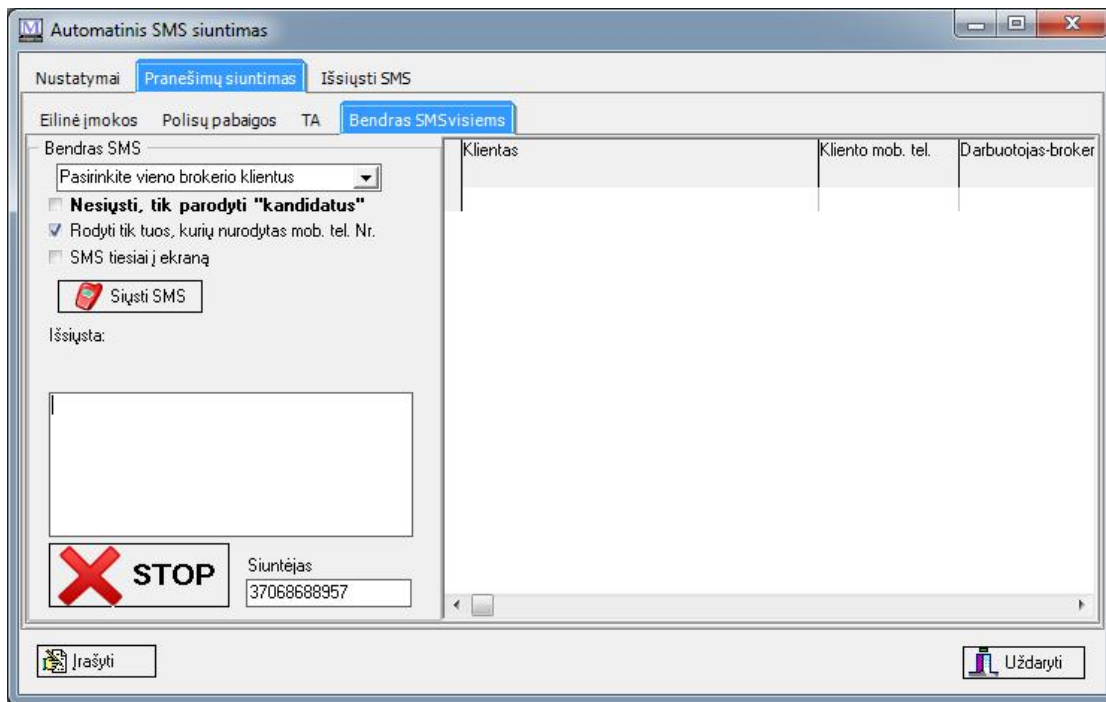 Automatinis SMS siuntimas
Nustatymai Pranešimų siuntimas Išsiųsti SMS
Eilinė įmokos Polisų pabaigos TA Bendras SMS visiems
Bendras SMS
Pasirinkite vieno brokerio klientus
Nesiųsti, tik parodyti "kandidatus"
Rodyti tik tuos, kurių nurodytas mob. tel. Nr.
SMS tiesiai į ekraną
Siųsti SMS
Išsiųsta:
STOP
Siuntėjas
37068688957
Klientas Kliento mob. tel. Darbuotojas-broker
Įrašyti
Uždaryti